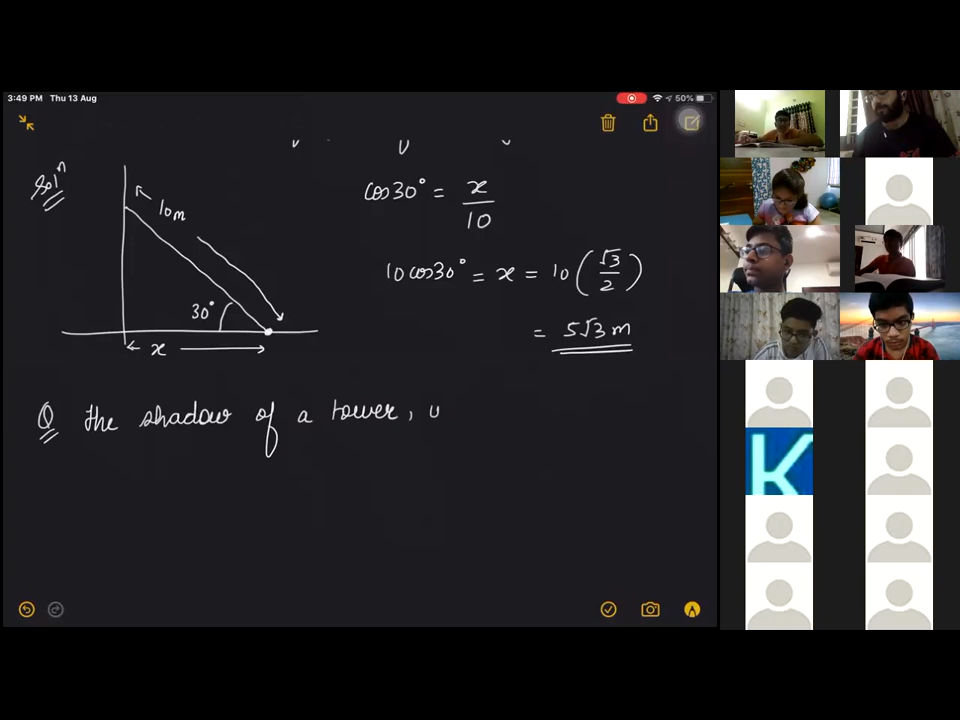 3:49 PM Thu 13 Aug
50%
Solⁿ
10m
30°
x
cos30° = x/10
10cos30° = x = 10(√3/2)
= 5√3 m
Q the shadow of a tower,
K